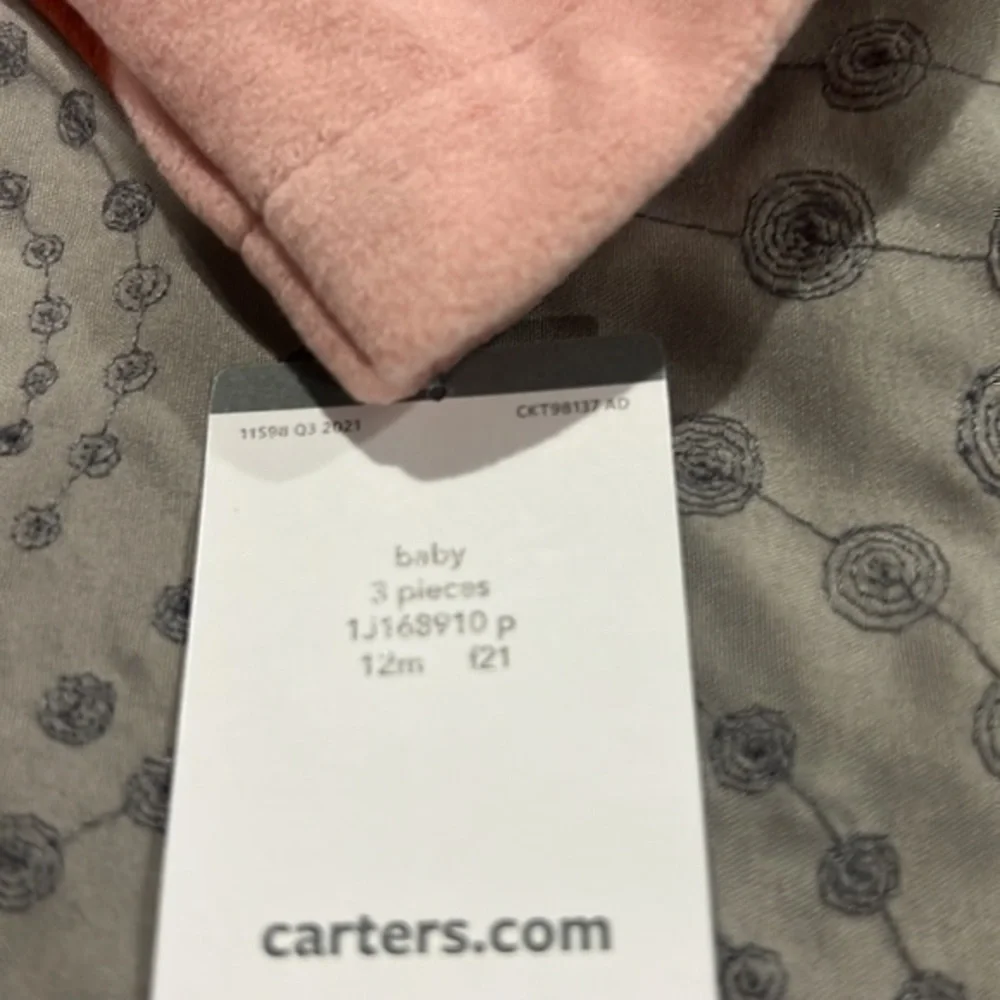 11598 Q3 2021
CKT98137 AD
baby
3 pieces
1J168910 p
12m f21
carters.com